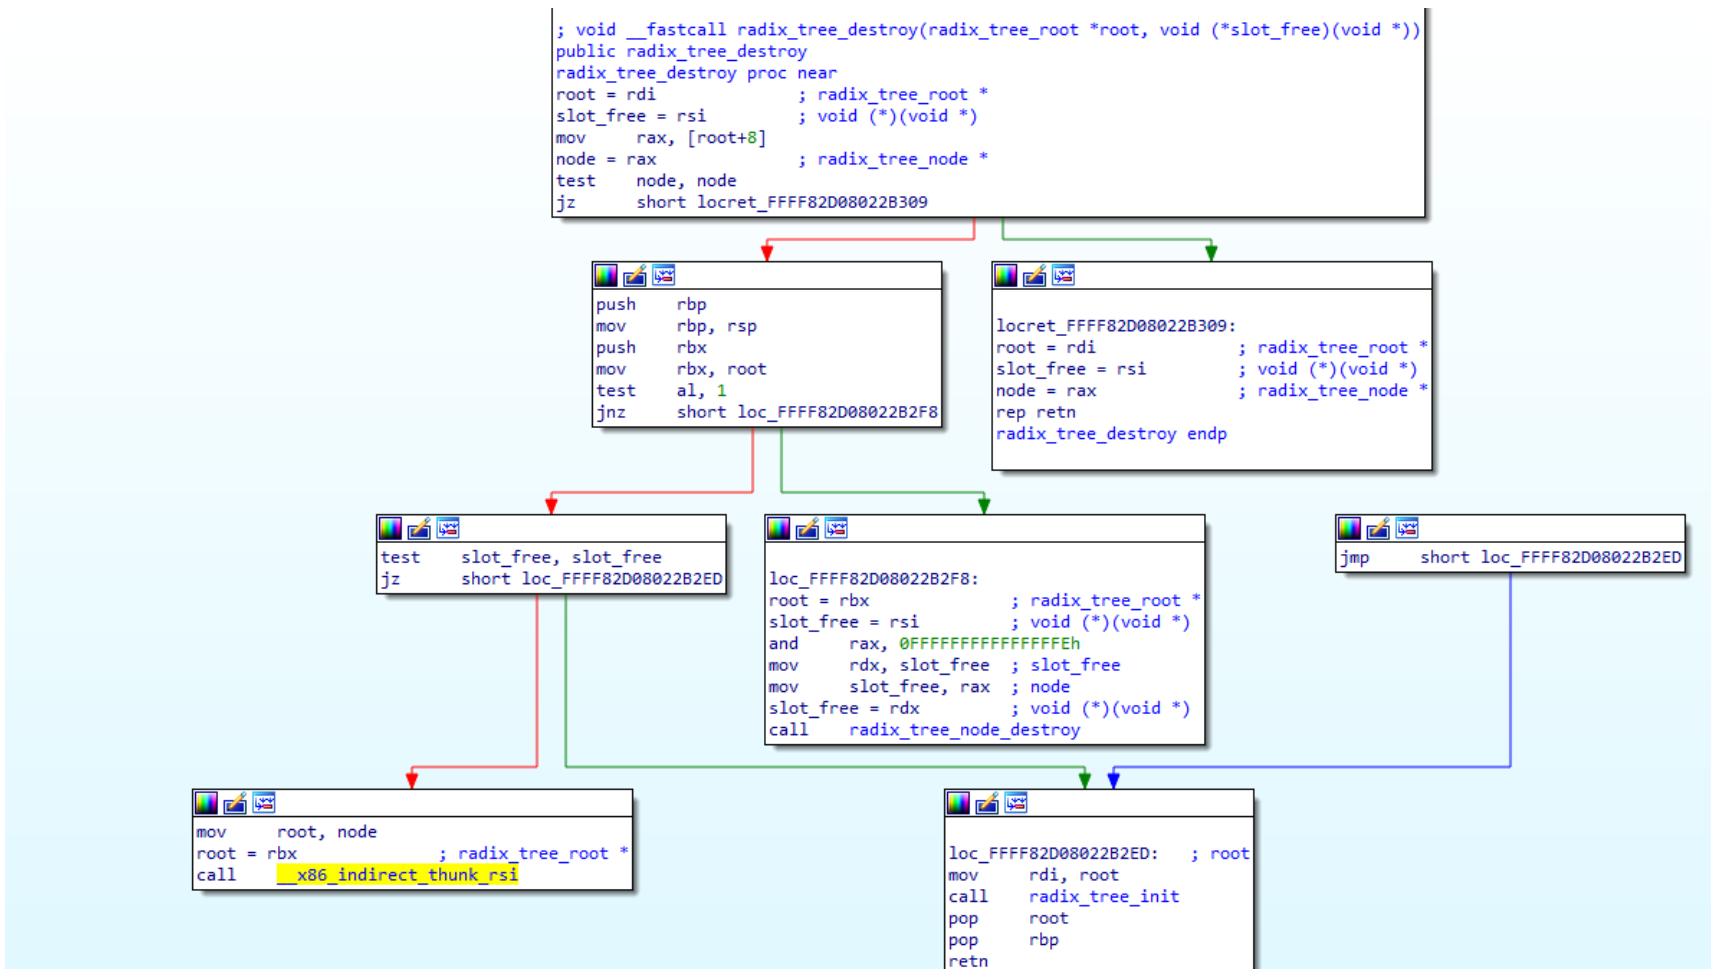 ; void __fastcall radix_tree_destroy(radix_tree_root *root, void (*slot_free)(void *))
public radix_tree_destroy
radix_tree_destroy proc near
root = rdi ; radix_tree_root *
slot_free = rsi ; void (*)(void *)
mov rax, [root+8]
node = rax ; radix_tree_node *
test node, node
jz short locret_FFFF82D08022B309
push rbp
mov rbp, rsp
push rbx
mov rbx, root
test al, 1
jnz short loc_FFFF82D08022B2F8
locret_FFFF82D08022B309:
root = rdi ; radix_tree_root *
slot_free = rsi ; void (*)(void *)
node = rax ; radix_tree_node *
rep retn
radix_tree_destroy endp
test slot_free, slot_free
jz short loc_FFFF82D08022B2ED
loc_FFFF82D08022B2F8:
root = rbx ; radix_tree_root *
slot_free = rsi ; void (*)(void *)
and rax, 0FFFFFFFFFFFFFFFEh
mov rdx, slot_free ; slot_free
mov slot_free, rax ; node
slot_free = rdx ; void (*)(void *)
call radix_tree_node_destroy
jmp short loc_FFFF82D08022B2ED
mov root, node
root = rbx ; radix_tree_root *
call __x86_indirect_thunk_rsi
loc_FFFF82D08022B2ED: ; root
mov rdi, root
call radix_tree_init
pop root
pop rbp
retn